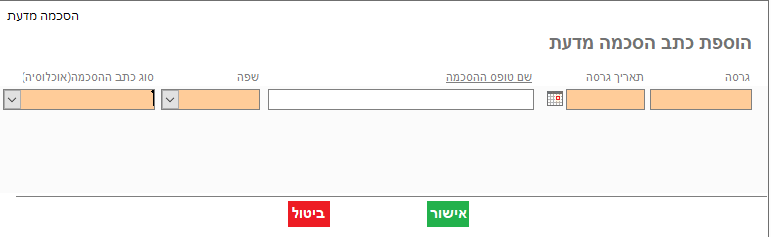 הסכמה מדעת
הוספת כתב הסכמה מדעת
גרסה תאריך גרסה שם טופס ההסכמה שפה סוג כתב ההסכמה(אוכלוסיה)
אישור ביטול